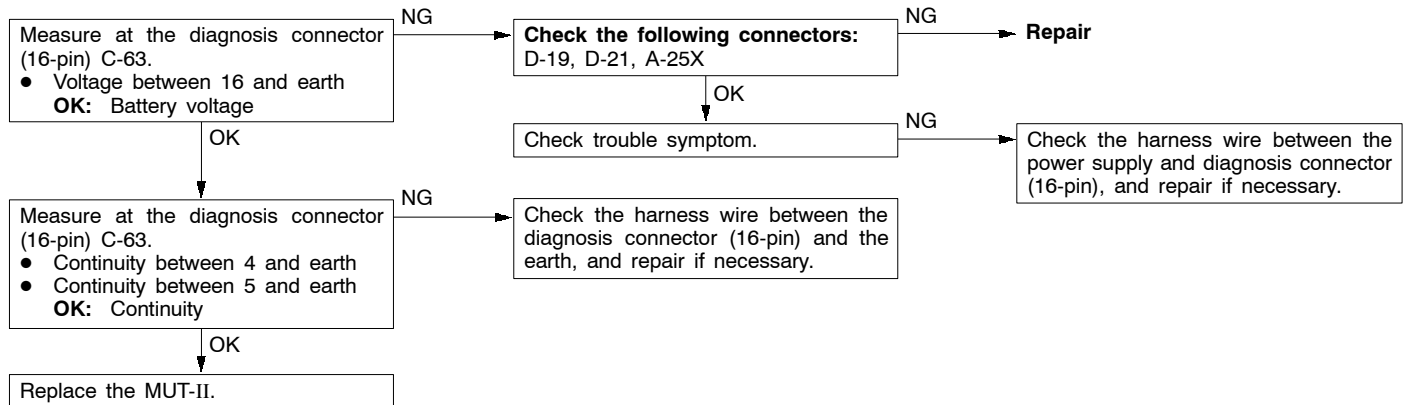 Measure at the diagnosis connector
(16-pin) C-63.
● Voltage between 16 and earth
OK: Battery voltage
NG
Check the following connectors:
D-19, D-21, A-25X
NG
Repair
OK
Check trouble symptom.
NG
Check the harness wire between the
power supply and diagnosis connector
(16-pin), and repair if necessary.
OK
Measure at the diagnosis connector
(16-pin) C-63.
● Continuity between 4 and earth
● Continuity between 5 and earth
OK: Continuity
NG
Check the harness wire between the
diagnosis connector (16-pin) and the
earth, and repair if necessary.
OK
Replace the MUT-II.